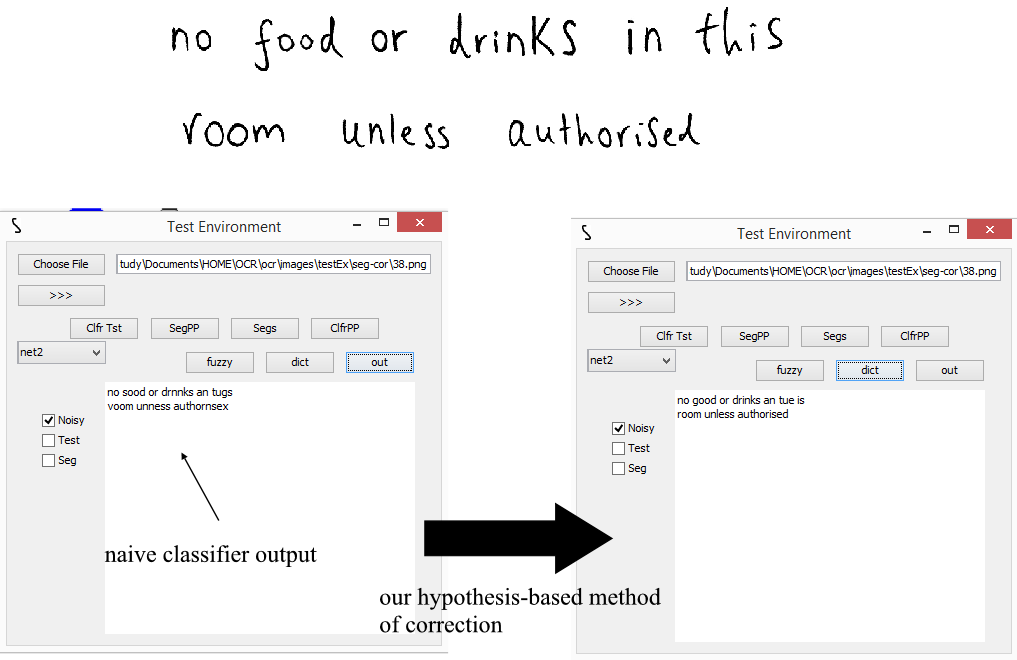 no food or drinks in this
room unless authorised
Test Environment
Choose File
tudy\Documents\HOME\OCR\ocr\images\testEx\seg-cor\38.png
>>>
Clfr Tst
SegPP
Segs
ClfrPP
net2
fuzzy
dict
out
no sood or drnnks an tugs
voom unness authornsex
Noisy
Test
Seg
naive classifier output
our hypothesis-based method
of correction
Test Environment
Choose File
tudy\Documents\HOME\OCR\ocr\images\testEx\seg-cor\38.png
>>>
Clfr Tst
SegPP
Segs
ClfrPP
net2
fuzzy
dict
out
no good or drinks an tue is
room unless authorised
Noisy
Test
Seg